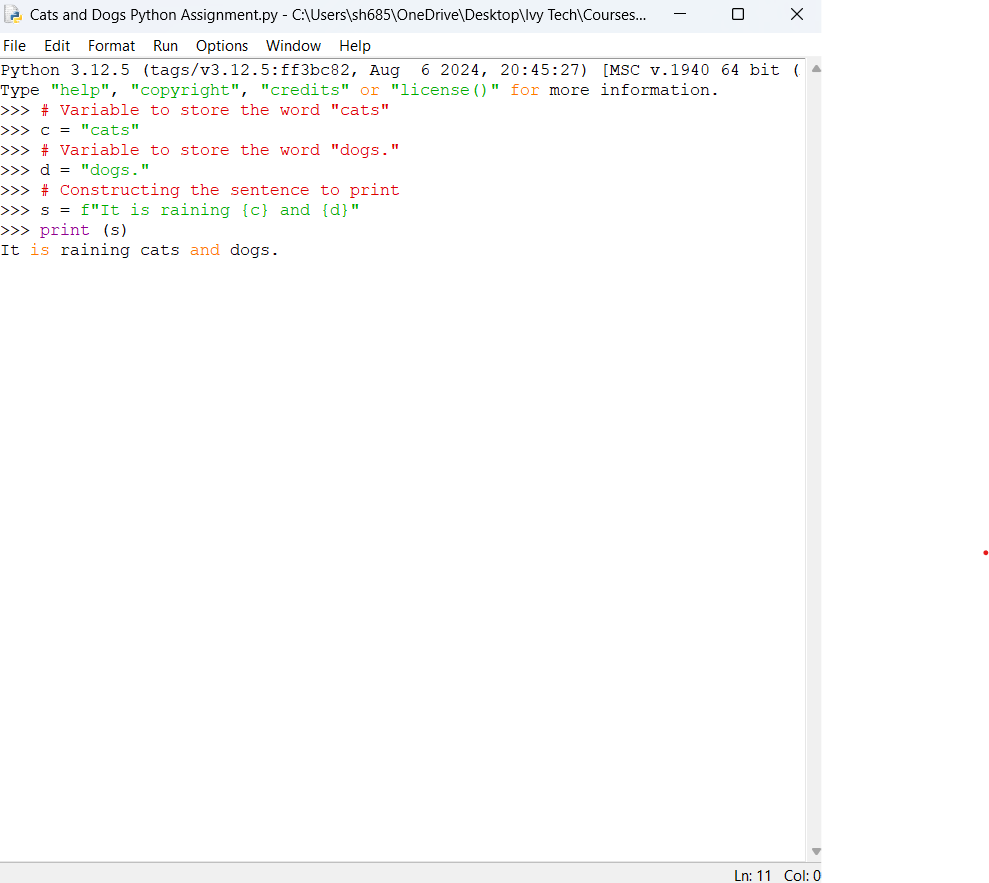 Cats and Dogs Python Assignment.py - C:\Users\sh685\OneDrive\Desktop\Ivy Tech\Courses...
File Edit Format Run Options Window Help
Python 3.12.5 (tags/v3.12.5:ff3bc82, Aug  6 2024, 20:45:27) [MSC v.1940 64 bit (
Type "help", "copyright", "credits" or "license()" for more information.
>>> # Variable to store the word "cats"
>>> c = "cats"
>>> # Variable to store the word "dogs."
>>> d = "dogs."
>>> # Constructing the sentence to print
>>> s = f"It is raining {c} and {d}"
>>> print (s)
It is raining cats and dogs.
Ln: 11 Col: 0